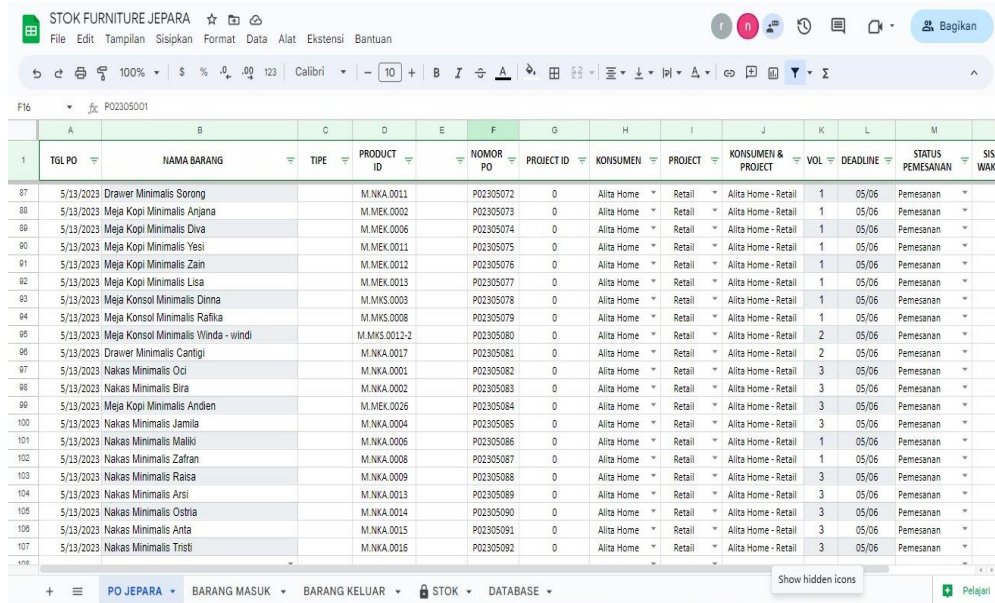 STOK FURNITURE JEPARA
r n Bagikan
File Edit Tampilan Sisipkan Format Data Alat Ekstensi Bantuan
100% $ % .0 .00 123 Calibri - 10 + B I A Σ
F16 fx P02305001
A B C D E F G H I J K L M
1 TGL PO NAMA BARANG TIPE PRODUCT ID NOMOR PO PROJECT ID KONSUMEN PROJECT KONSUMEN & PROJECT VOL DEADLINE STATUS PEMESANAN SIS WAK
87 5/13/2023 Drawer Minimalis Sorong M.NKA.0011 P02305072 0 Alita Home Retail Alita Home - Retail 1 05/06 Pemesanan
88 5/13/2023 Meja Kopi Minimalis Anjana M.MEK.0002 P02305073 0 Alita Home Retail Alita Home - Retail 1 05/06 Pemesanan
89 5/13/2023 Meja Kopi Minimalis Diva M.MEK.0006 P02305074 0 Alita Home Retail Alita Home - Retail 1 05/06 Pemesanan
90 5/13/2023 Meja Kopi Minimalis Yesi M.MEK.0011 P02305075 0 Alita Home Retail Alita Home - Retail 1 05/06 Pemesanan
91 5/13/2023 Meja Kopi Minimalis Zain M.MEK.0012 P02305076 0 Alita Home Retail Alita Home - Retail 1 05/06 Pemesanan
92 5/13/2023 Meja Kopi Minimalis Lisa M.MEK.0013 P02305077 0 Alita Home Retail Alita Home - Retail 1 05/06 Pemesanan
93 5/13/2023 Meja Konsol Minimalis Dinna M.MKS.0003 P02305078 0 Alita Home Retail Alita Home - Retail 1 05/06 Pemesanan
94 5/13/2023 Meja Konsol Minimalis Rafika M.MKS.0008 P02305079 0 Alita Home Retail Alita Home - Retail 1 05/06 Pemesanan
95 5/13/2023 Meja Konsol Minimalis Winda - windi M.MKS.0012-2 P02305080 0 Alita Home Retail Alita Home - Retail 2 05/06 Pemesanan
96 5/13/2023 Drawer Minimalis Cantigi M.NKA.0017 P02305081 0 Alita Home Retail Alita Home - Retail 2 05/06 Pemesanan
97 5/13/2023 Nakas Minimalis Oci M.NKA.0001 P02305082 0 Alita Home Retail Alita Home - Retail 3 05/06 Pemesanan
98 5/13/2023 Nakas Minimalis Bira M.NKA.0002 P02305083 0 Alita Home Retail Alita Home - Retail 3 05/06 Pemesanan
99 5/13/2023 Meja Kopi Minimalis Andien M.MEK.0026 P02305084 0 Alita Home Retail Alita Home - Retail 3 05/06 Pemesanan
100 5/13/2023 Nakas Minimalis Jamila M.NKA.0004 P02305085 0 Alita Home Retail Alita Home - Retail 3 05/06 Pemesanan
101 5/13/2023 Nakas Minimalis Maliki M.NKA.0006 P02305086 0 Alita Home Retail Alita Home - Retail 1 05/06 Pemesanan
102 5/13/2023 Nakas Minimalis Zafran M.NKA.0008 P02305087 0 Alita Home Retail Alita Home - Retail 1 05/06 Pemesanan
103 5/13/2023 Nakas Minimalis Raisa M.NKA.0009 P02305088 0 Alita Home Retail Alita Home - Retail 3 05/06 Pemesanan
104 5/13/2023 Nakas Minimalis Arsi M.NKA.0013 P02305089 0 Alita Home Retail Alita Home - Retail 3 05/06 Pemesanan
105 5/13/2023 Nakas Minimalis Ostria M.NKA.0014 P02305090 0 Alita Home Retail Alita Home - Retail 3 05/06 Pemesanan
106 5/13/2023 Nakas Minimalis Anta M.NKA.0015 P02305091 0 Alita Home Retail Alita Home - Retail 3 05/06 Pemesanan
107 5/13/2023 Nakas Minimalis Tristi M.NKA.0016 P02305092 0 Alita Home Retail Alita Home - Retail 3 05/06 Pemesanan
Show hidden icons
PO JEPARA BARANG MASUK BARANG KELUAR STOK DATABASE Pelajari